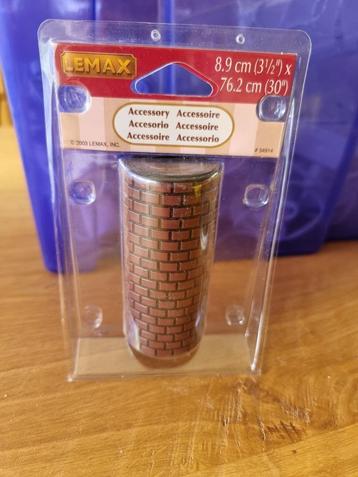 LEMAX
8.9 cm (3½") x
76.2 cm (30")
Accessory Accessoire
Accesorio Accessoire
Accessoire Accessorio
© 2003 LEMAX, INC.
# 34914